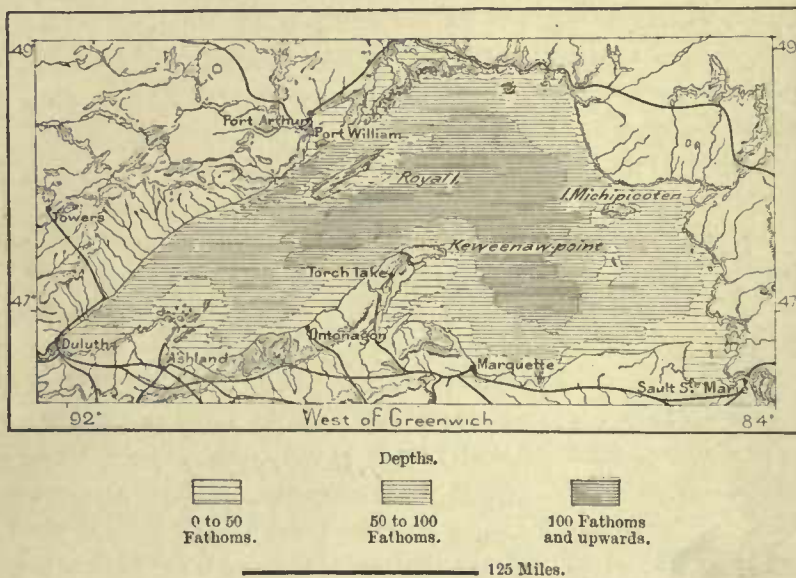 49°
49
Port Arthur
Port William
Royal I.
I. Michipicoten
Towers
Keweenaw point
Torch lake
47°
47
Duluth
Ashland
Ontonagon
Marquette
Sault Ste Marie
92°
West of Greenwich
84°
Depths.
0 to 50
Fathoms.
50 to 100
Fathoms.
100 Fathoms
and upwards.
125 Miles.